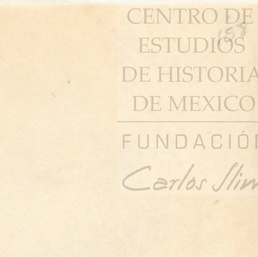 CENTRO DE
ESTUDIOS
DE HISTORIA
DE MEXICO
FUNDACIÓN
Carlos Slim